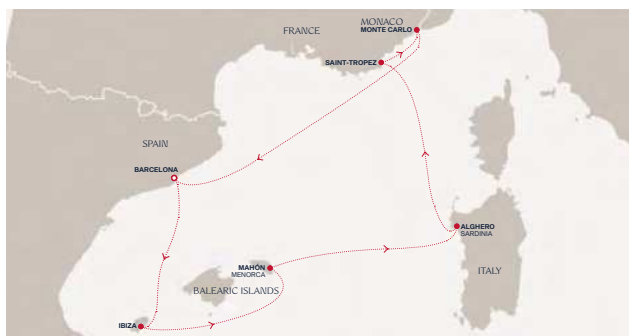 MONACO
MONTE CARLO
FRANCE
SAINT-TROPEZ
SPAIN
BARCELONA
ALGHERO
SARDINIA
MAHÓN
MENORCA
ITALY
BALEARIC ISLANDS
IBIZA